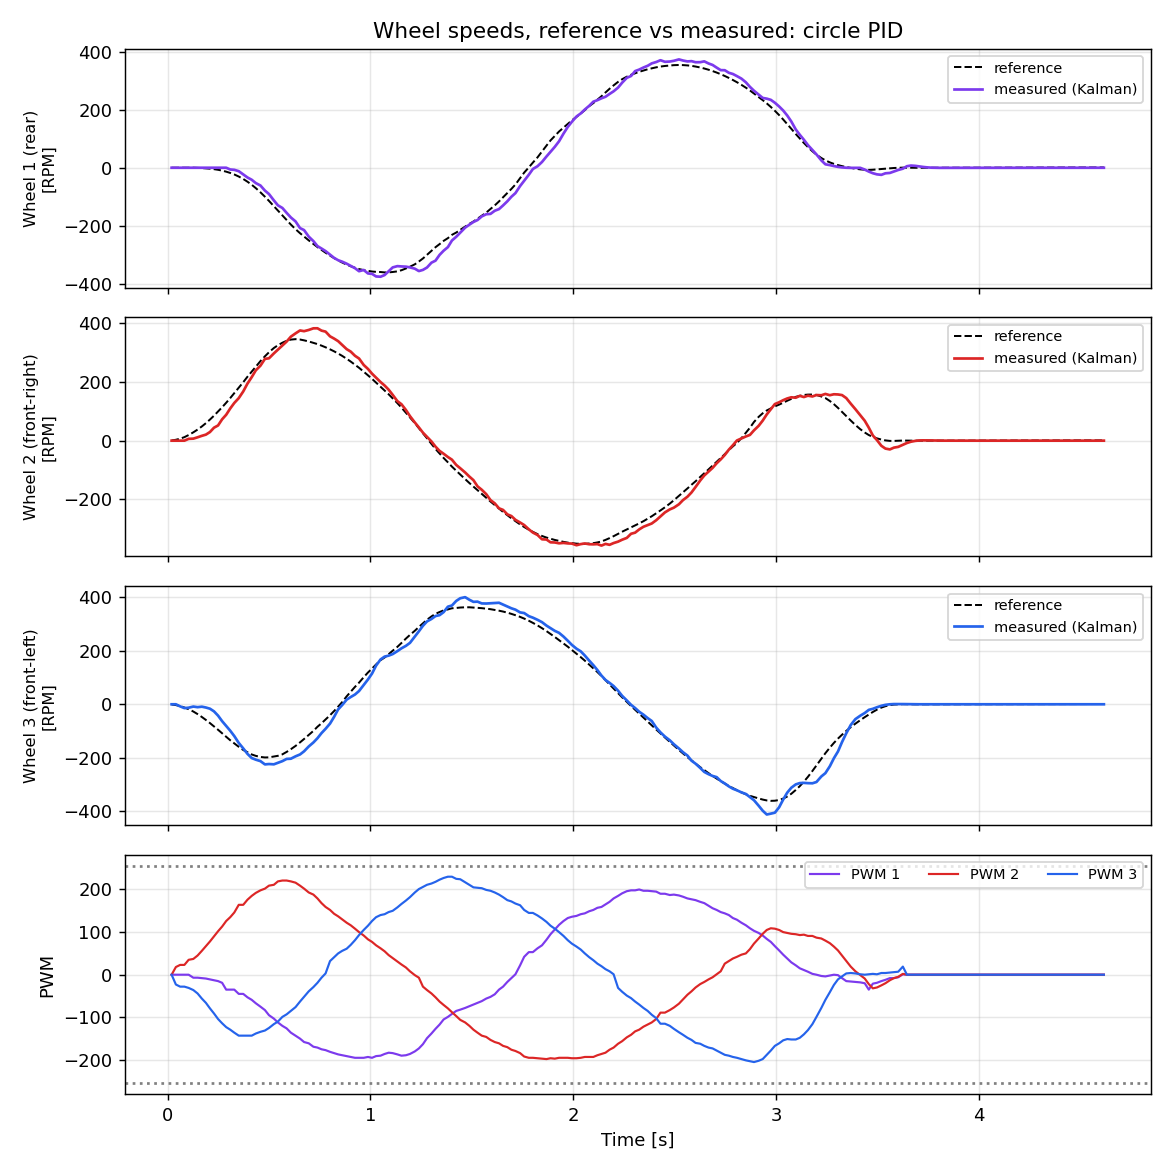 Wheel speeds, reference vs measured: circle PID
Wheel 1 (rear)
[RPM]
400
200
0
−200
−400
reference
measured (Kalman)
Wheel 2 (front-right)
[RPM]
400
200
0
−200
reference
measured (Kalman)
Wheel 3 (front-left)
[RPM]
400
200
0
−200
−400
reference
measured (Kalman)
PWM
200
100
0
−100
−200
PWM 1 PWM 2 PWM 3
0 1 2 3 4
Time [s]